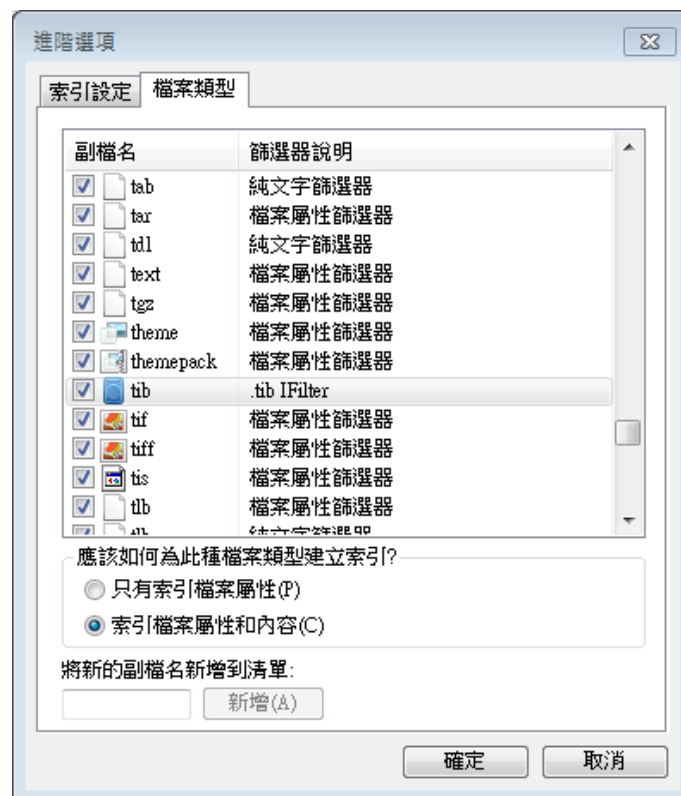 進階選項
索引設定 檔案類型
副檔名 篩選器說明
tab 純文字篩選器
tar 檔案屬性篩選器
tdl 純文字篩選器
text 檔案屬性篩選器
tgz 檔案屬性篩選器
theme 檔案屬性篩選器
themepack 檔案屬性篩選器
tib .tib IFilter
tif 檔案屬性篩選器
tiff 檔案屬性篩選器
tis 檔案屬性篩選器
tlb 檔案屬性篩選器
應該如何為此種檔案類型建立索引?
只有索引檔案屬性(P)
索引檔案屬性和內容(C)
將新的副檔名新增到清單:
新增(A)
確定 取消